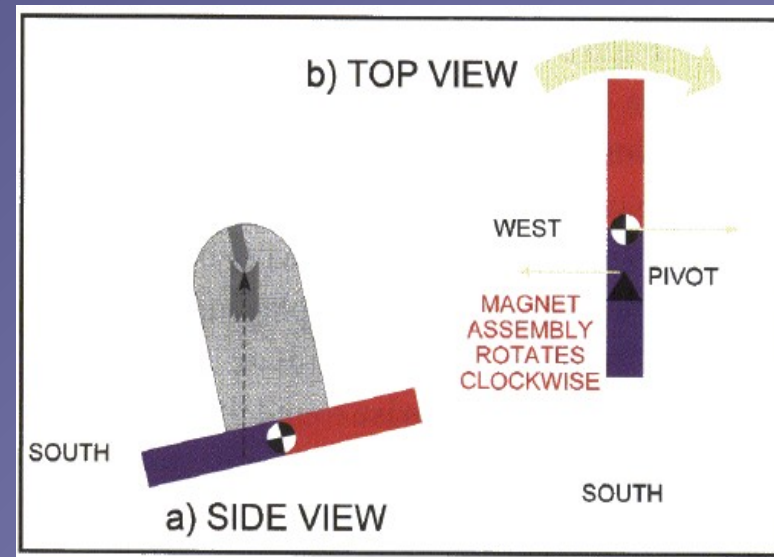 b) TOP VIEW
WEST
PIVOT
MAGNET
ASSEMBLY
ROTATES
CLOCKWISE
SOUTH
a) SIDE VIEW
SOUTH